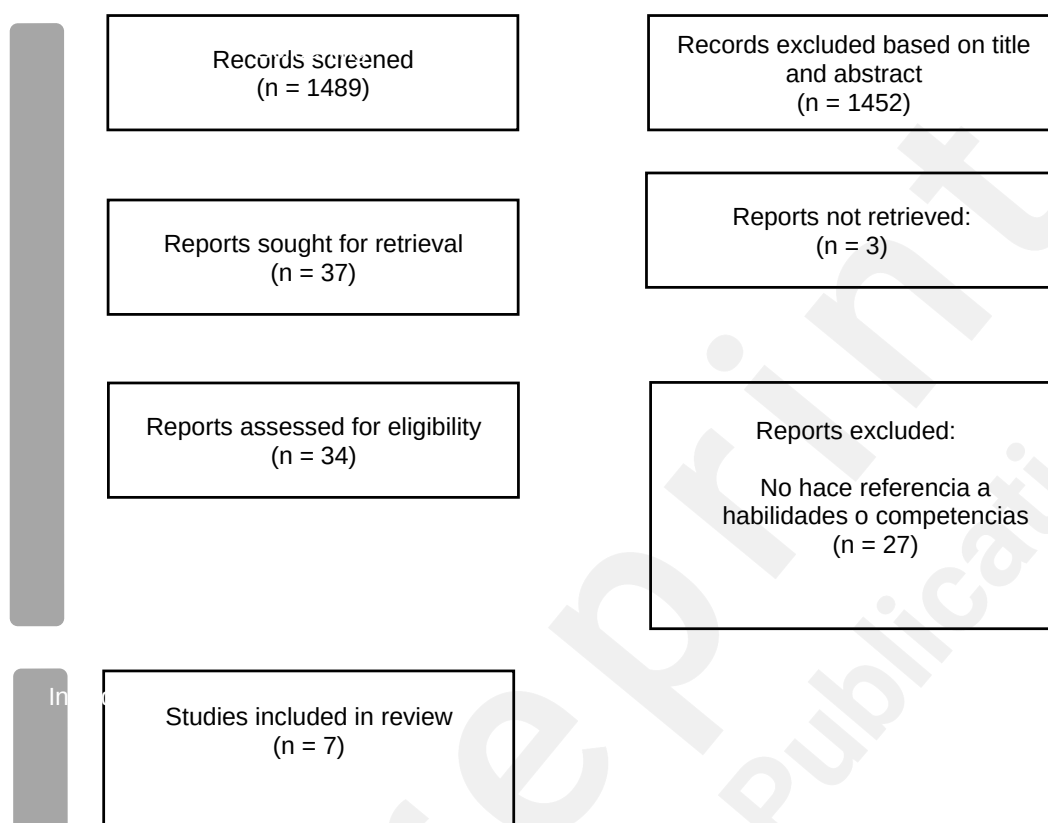 Records screened
(n = 1489)
Records excluded based on title
and abstract
(n = 1452)
Reports sought for retrieval
(n = 37)
Reports not retrieved:
(n = 3)
Reports assessed for eligibility
(n = 34)
Reports excluded:
No hace referencia a
habilidades o competencias
(n = 27)
Studies included in review
(n = 7)